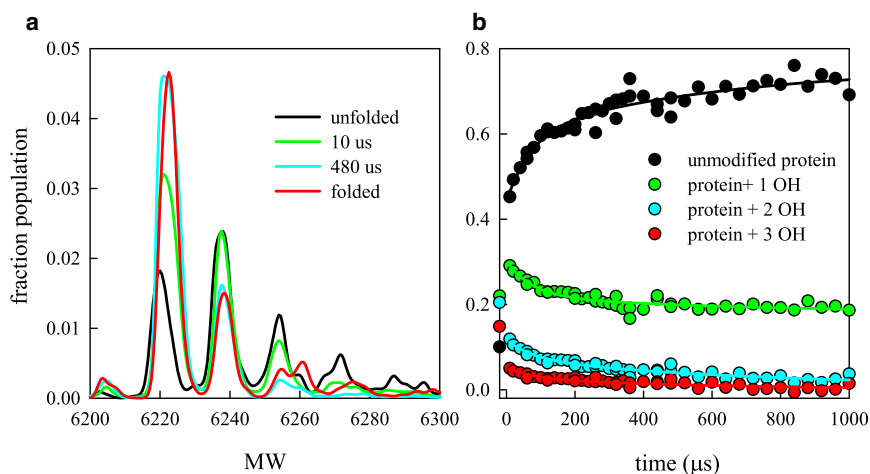 a
0.05
0.04
0.03
0.02
0.01
0.00
fraction population
unfolded
10 us
480 us
folded
6200
6220
6240
6260
6280
6300
MW
b
0.8
0.6
0.4
0.2
0.0
unmodified protein
protein+ 1 OH
protein + 2 OH
protein + 3 OH
0
200
400
600
800
1000
time (μs)